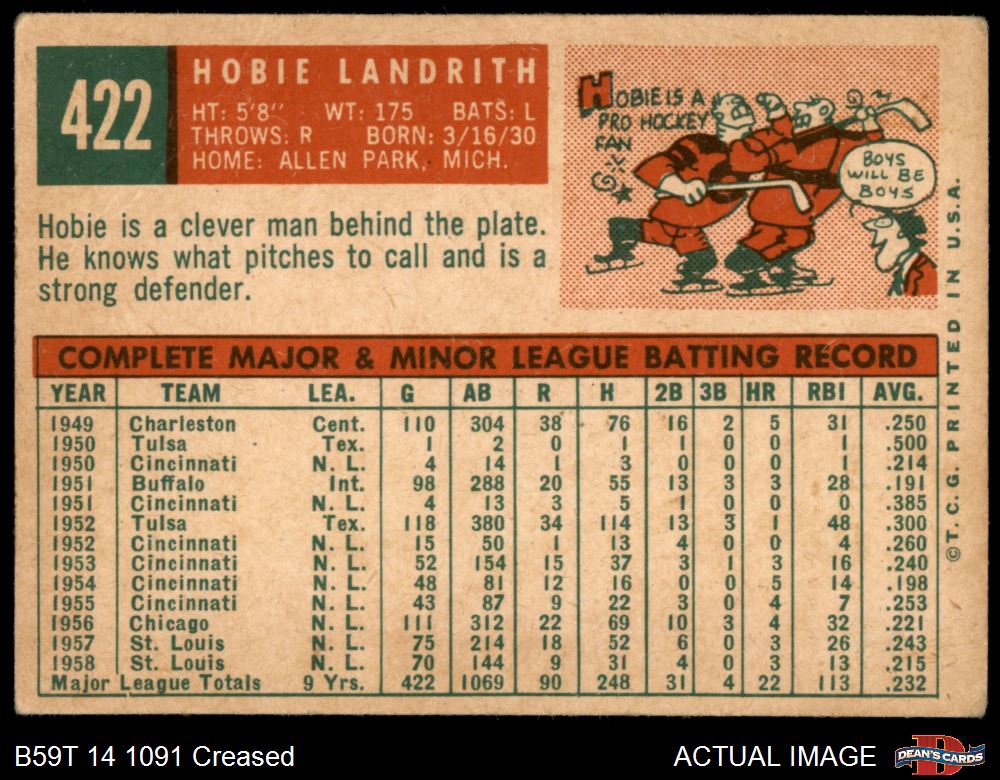 422
HOBIE LANDRITH
HT: 5'8" WT: 175 BATS: L
THROWS: R BORN: 3/16/30
HOME: ALLEN PARK, MICH.
HOBIE IS A
PRO HOCKEY
FAN
BOYS
WILL BE
BOYS
Hobie is a clever man behind the plate.
He knows what pitches to call and is a
strong defender.
COMPLETE MAJOR & MINOR LEAGUE BATTING RECORD
YEAR TEAM LEA. G AB R H 2B 3B HR RBI AVG.
1949 Charleston Cent. 110 304 38 76 16 2 5 31 .250
1950 Tulsa Tex. 1 2 0 1 1 0 0 1 .500
1950 Cincinnati N. L. 4 14 1 3 0 0 0 1 .214
1951 Buffalo Int. 98 288 20 55 13 3 3 28 .191
1951 Cincinnati N. L. 4 13 3 5 1 0 0 0 .385
1952 Tulsa Tex. 118 380 34 114 13 3 1 48 .300
1952 Cincinnati N. L. 15 50 1 13 4 0 0 4 .260
1953 Cincinnati N. L. 52 154 15 37 3 1 3 16 .240
1954 Cincinnati N. L. 48 81 12 16 0 0 5 14 .198
1955 Cincinnati N. L. 43 87 9 22 3 0 4 7 .253
1956 Chicago N. L. 111 312 22 69 10 3 4 32 .221
1957 St. Louis N. L. 75 214 18 52 6 0 3 26 .243
1958 St. Louis N. L. 70 144 9 31 4 0 3 13 .215
Major League Totals 9 Yrs. 422 1069 90 248 31 4 22 113 .232
©T. C. G. PRINTED IN U.S.A.
B59T 14 1091 Creased
ACTUAL IMAGE
DEAN'S CARDS